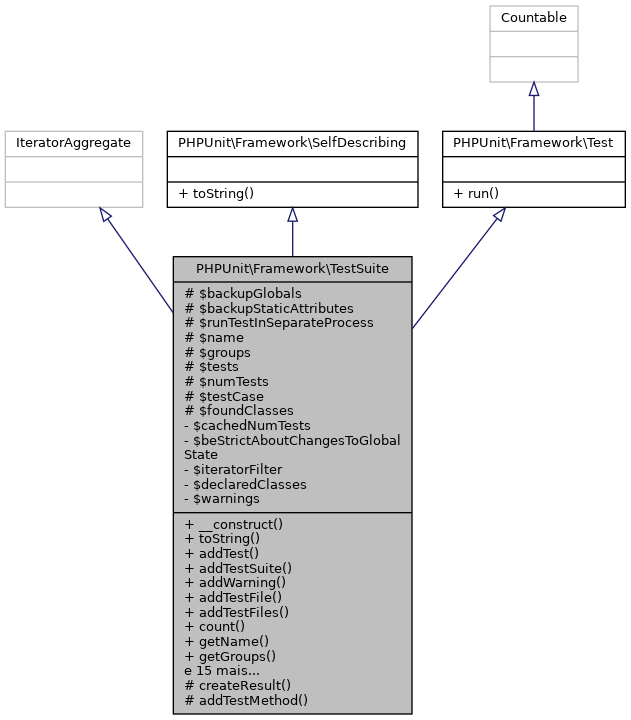 Countable
IteratorAggregate
PHPUnit\Framework\SelfDescribing
+ toString()
PHPUnit\Framework\Test
+ run()
PHPUnit\Framework\TestSuite
# $backupGlobals
# $backupStaticAttributes
# $runTestInSeparateProcess
# $name
# $groups
# $tests
# $numTests
# $testCase
# $foundClasses
- $cachedNumTests
- $beStrictAboutChangesToGlobal
State
- $iteratorFilter
- $declaredClasses
- $warnings
+ __construct()
+ toString()
+ addTest()
+ addTestSuite()
+ addWarning()
+ addTestFile()
+ addTestFiles()
+ count()
+ getName()
+ getGroups()
e 15 mais...
# createResult()
# addTestMethod()